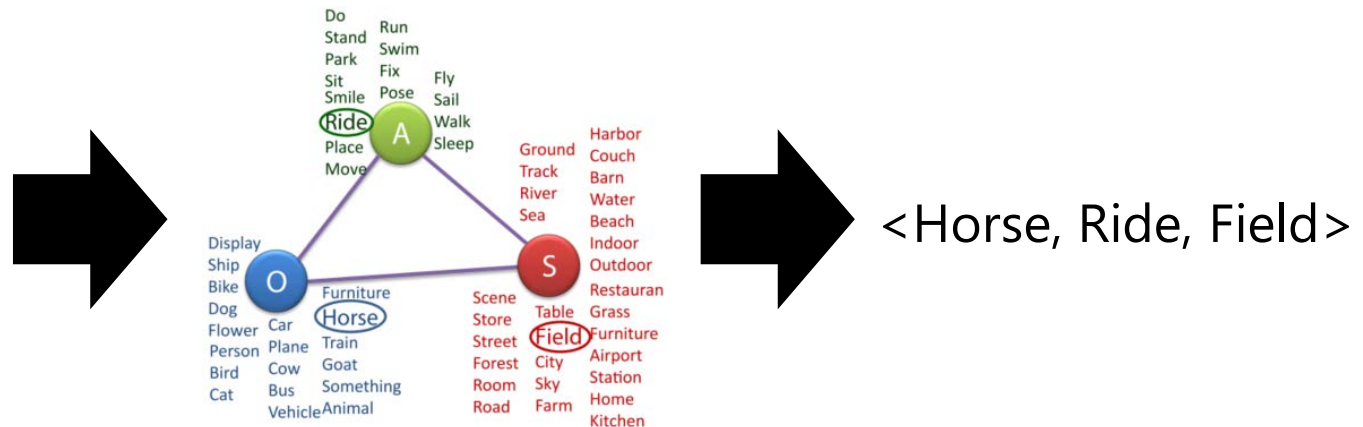 Do
Stand
Park
Sit
Smile
Ride
Place
Move
Run
Swim
Fix
Pose
Fly
Sail
Walk
Sleep
A
Ground
Track
River
Sea
Harbor
Couch
Barn
Water
Beach
Indoor
Outdoor
Restauran
Grass
Furniture
Airport
Station
Home
Kitchen
S
Scene
Store
Street
Forest
Room
Road
Table
Field
City
Sky
Farm
Display
Ship
Bike
Dog
Flower
Person
Bird
Cat
O
Car
Plane
Cow
Bus
Vehicle
Furniture
Horse
Train
Goat
Something
Animal
<Horse, Ride, Field>